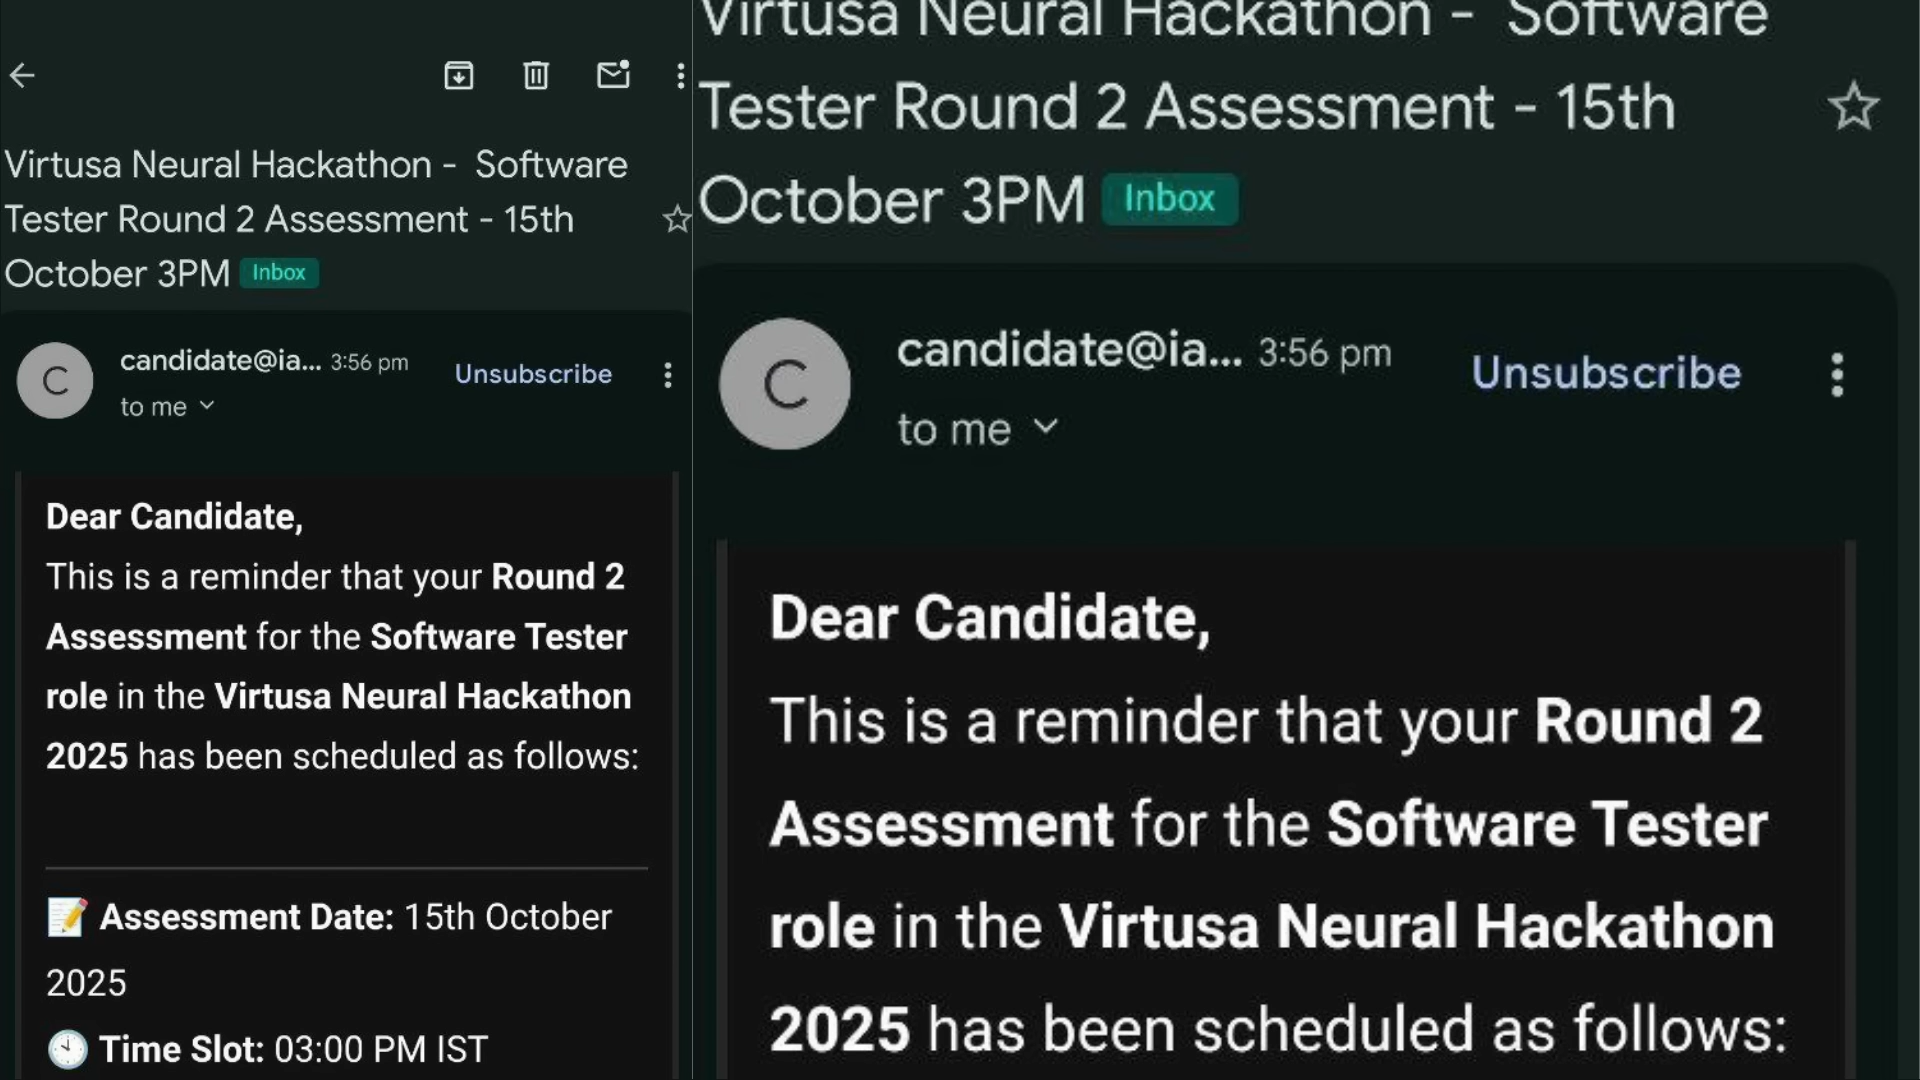 Virtusa Neural Hackathon - Software
Tester Round 2 Assessment - 15th
October 3PM Inbox
C
candidate@ia... 3:56 pm
Unsubscribe
to me
Dear Candidate,
This is a reminder that your Round 2
Assessment for the Software Tester
role in the Virtusa Neural Hackathon
2025 has been scheduled as follows:
📝 Assessment Date: 15th October
2025
🕙 Time Slot: 03:00 PM IST
Virtusa Neural Hackathon - Software
Tester Round 2 Assessment - 15th
October 3PM Inbox
C
candidate@ia... 3:56 pm
Unsubscribe
to me
Dear Candidate,
This is a reminder that your Round 2
Assessment for the Software Tester
role in the Virtusa Neural Hackathon
2025 has been scheduled as follows: